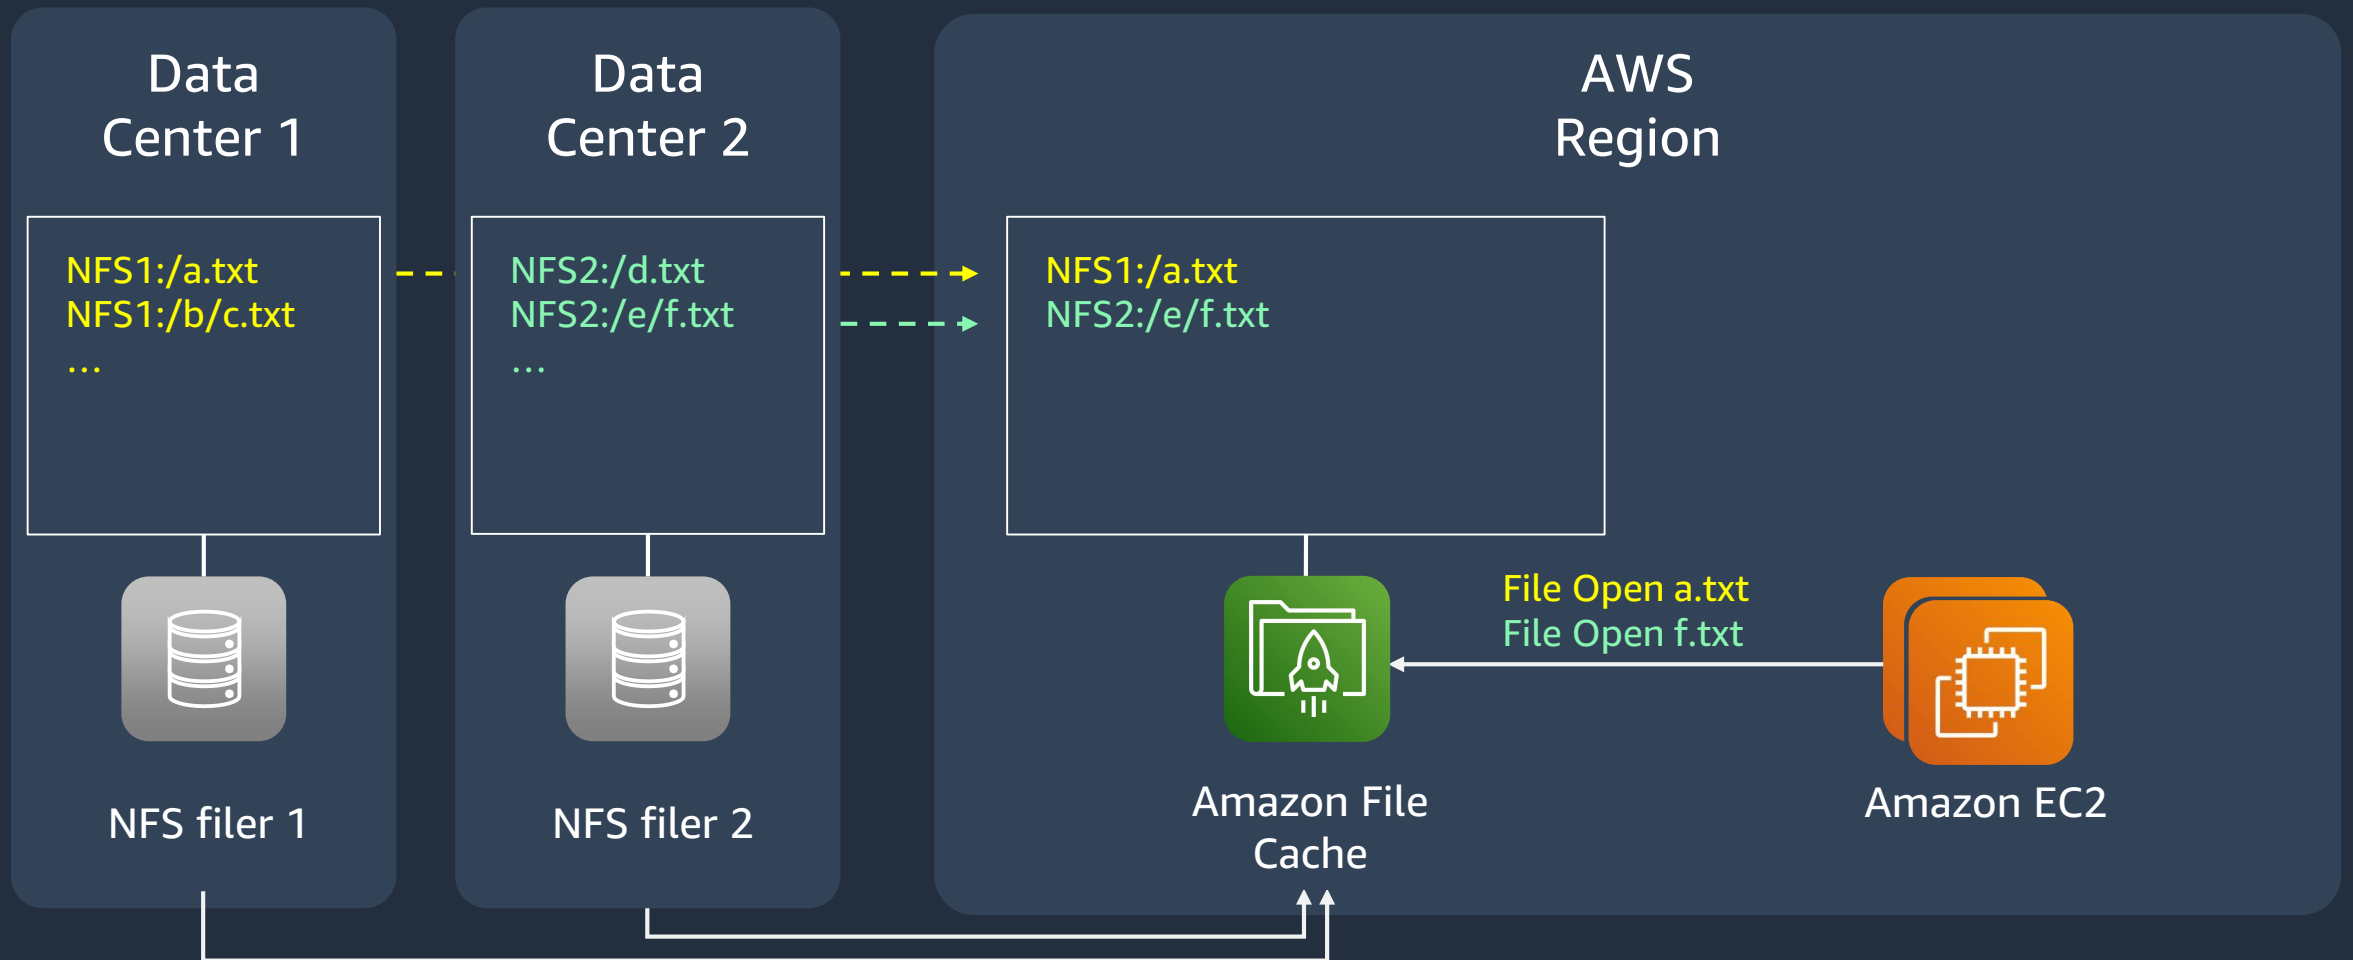 Data
Center 1
NFS1:/a.txt
NFS1:/b/c.txt
...
NFS filer 1
Data
Center 2
NFS2:/d.txt
NFS2:/e/f.txt
...
NFS filer 2
AWS
Region
NFS1:/a.txt
NFS2:/e/f.txt
File Open a.txt
File Open f.txt
Amazon File
Cache
Amazon EC2